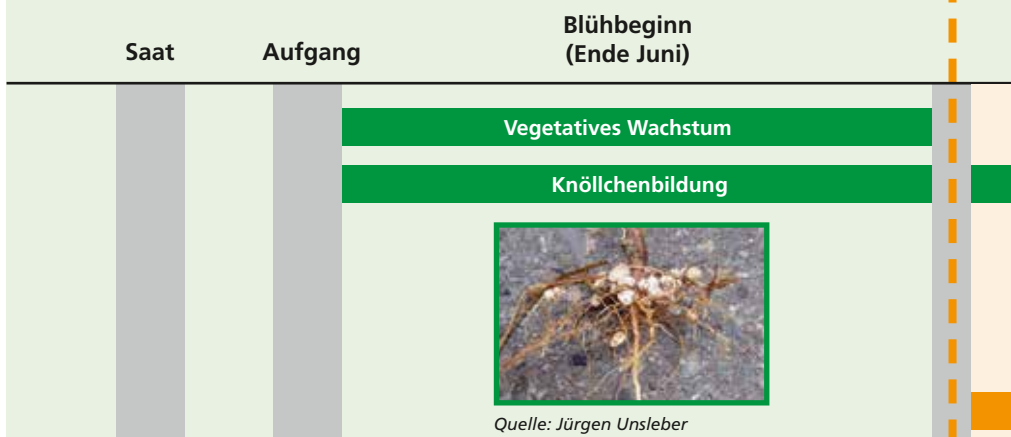 Saat
Aufgang
Blühbeginn
(Ende Juni)
Vegetatives Wachstum
Knöllchenbildung
Quelle: Jürgen Unsleber